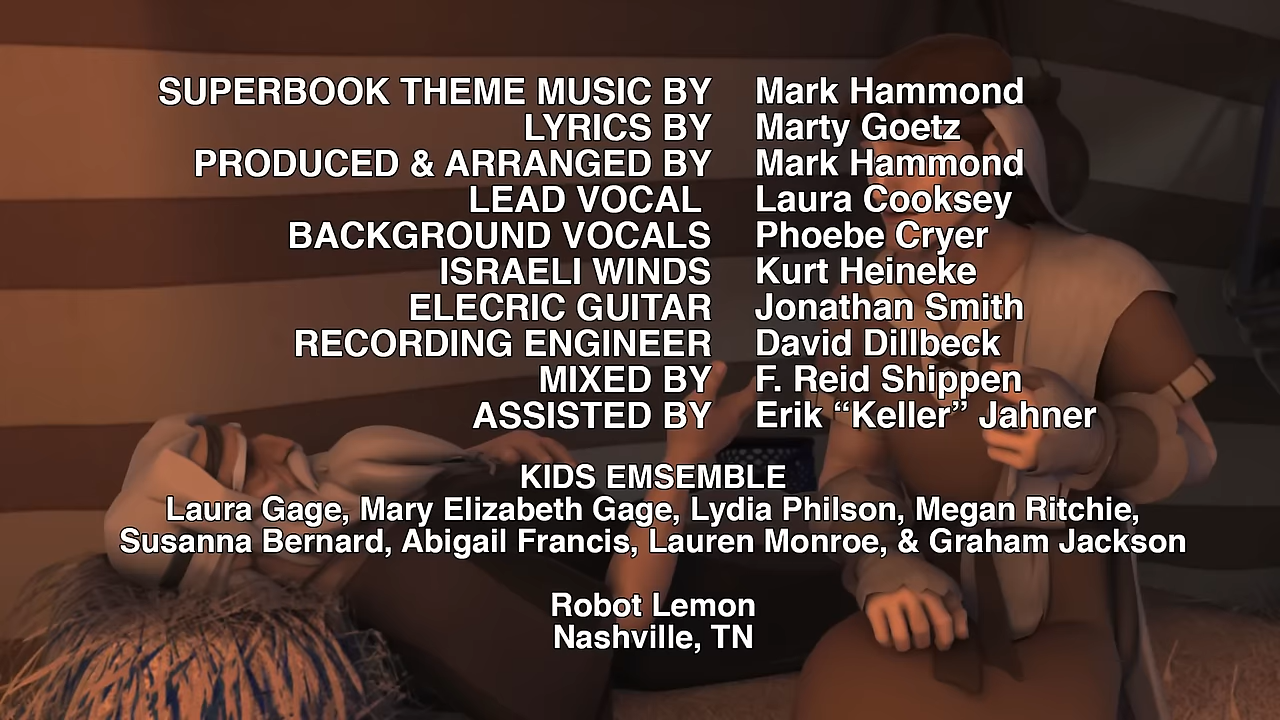 SUPERBOOK THEME MUSIC BY Mark Hammond
LYRICS BY Marty Goetz
PRODUCED & ARRANGED BY Mark Hammond
LEAD VOCAL Laura Cooksey
BACKGROUND VOCALS Phoebe Cryer
ISRAELI WINDS Kurt Heineke
ELECRIC GUITAR Jonathan Smith
RECORDING ENGINEER David Dillbeck
MIXED BY F. Reid Shippen
ASSISTED BY Erik “Keller” Jahner
KIDS EMSEMBLE
Laura Gage, Mary Elizabeth Gage, Lydia Philson, Megan Ritchie,
Susanna Bernard, Abigail Francis, Lauren Monroe, & Graham Jackson
Robot Lemon
Nashville, TN